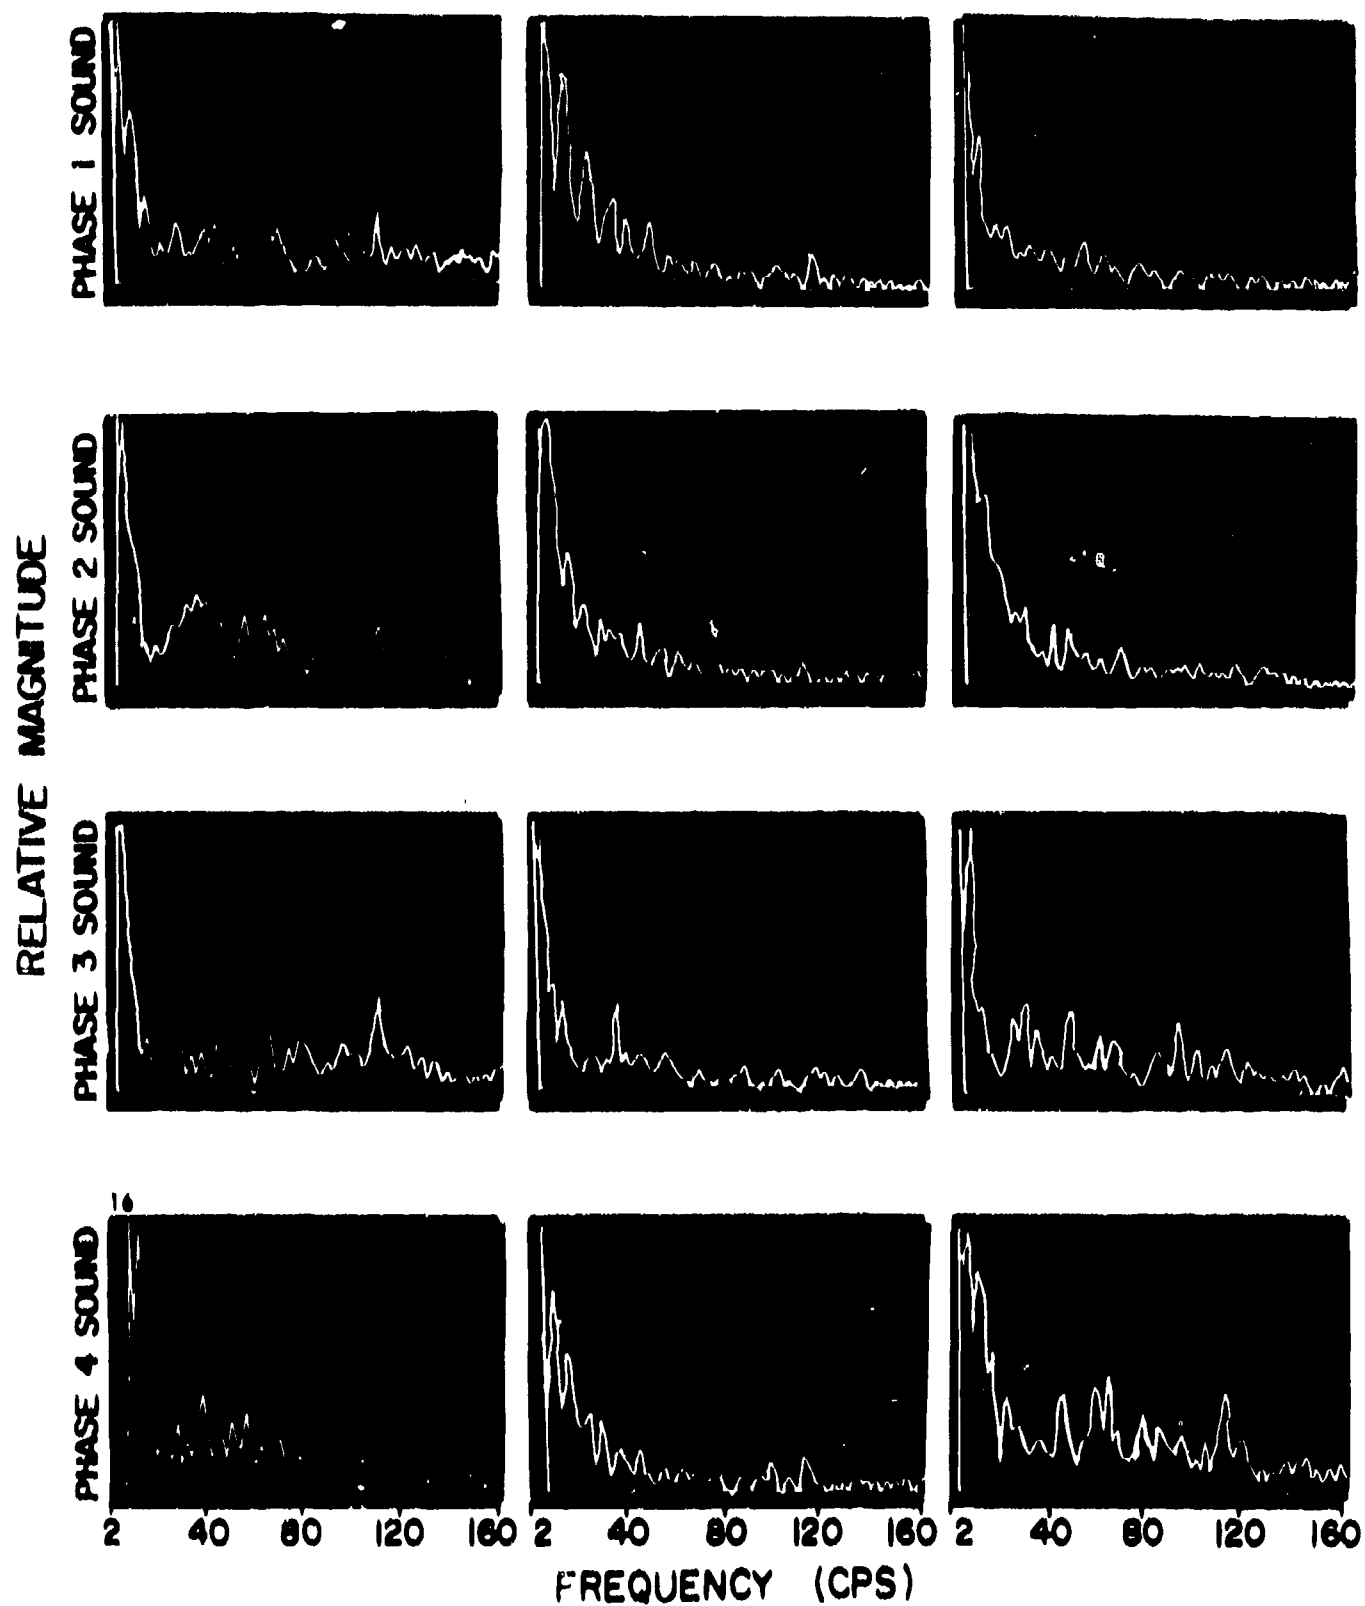 RELATIVE MAGNITUDE
PHASE 1 SOUND
PHASE 2 SOUND
PHASE 3 SOUND
PHASE 4 SOUND
16
2 40 80 120 160
2 40 80 120 160
2 40 80 120 160
FREQUENCY (CPS)